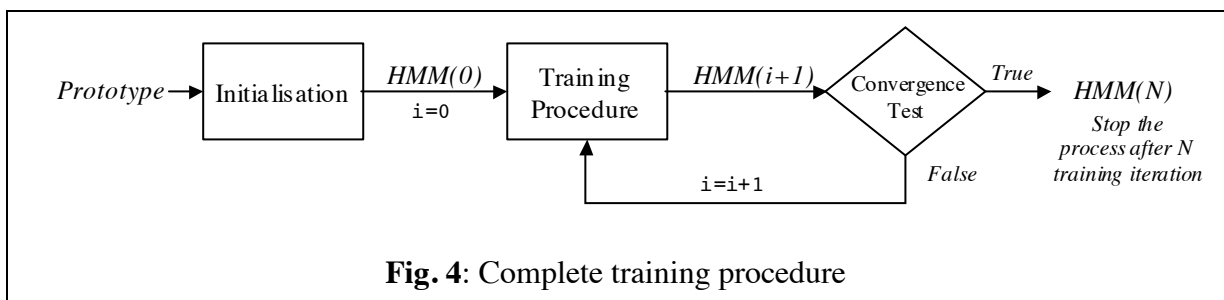 Prototype
Initialisation
HMM(0)
i=0
Training
Procedure
HMM(i+1)
Convergence
Test
True
False
i=i+1
HMM(N)
Stop the
process after N
training iteration
Fig. 4: Complete training procedure